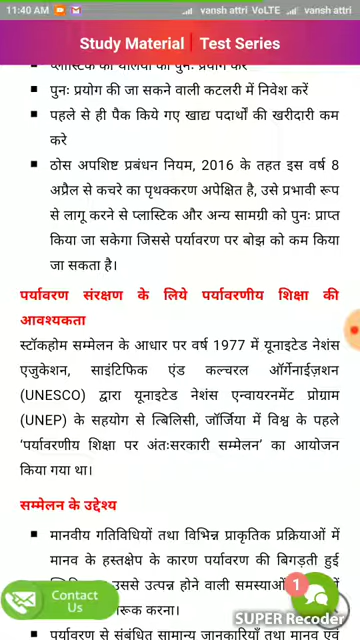 11:40 AM vansh attri VoLTE vansh attri
Study Material | Test Series
प्लास्टिक की थैलियों का पुनः प्रयोग करें
पुनः प्रयोग की जा सकने वाली कटलरी में निवेश करें
पहले से ही पैक किये गए खाद्य पदार्थों की खरीदारी कम
करे
ठोस अपशिष्ट प्रबंधन नियम, 2016 के तहत इस वर्ष 8
अप्रैल से कचरे का पृथक्करण अपेक्षित है, उसे प्रभावी रूप
से लागू करने से प्लास्टिक और अन्य सामग्री को पुनः प्राप्त
किया जा सकेगा जिससे पर्यावरण पर बोझ को कम किया
जा सकता है।
पर्यावरण संरक्षण के लिये पर्यावरणीय शिक्षा की
आवश्यकता
स्टॉकहोम सम्मेलन के आधार पर वर्ष 1977 में यूनाइटेड नेशंस
एजुकेशन, साइंटिफिक एंड कल्चरल ऑर्गेनाईज़शन
(UNESCO) द्वारा यूनाइटेड नेशंस एन्वायरनमेंट प्रोग्राम
(UNEP) के सहयोग से त्बिलिसी, जॉर्जिया में विश्व के पहले
‘पर्यावरणीय शिक्षा पर अंतःसरकारी सम्मेलन’ का आयोजन
किया गया था।
सम्मेलन के उद्देश्य
मानवीय गतिविधियों तथा विभिन्न प्राकृतिक प्रक्रियाओं में
मानव के हस्तक्षेप के कारण पर्यावरण की बिगड़ती हुई
उससे उत्पन्न होने वाली समस्याओं
करना।
पर्यावरण से संबंधित सामान्य जानकारियाँ तथा मानव एवं
Contact
Us
1
SUPER Recorder